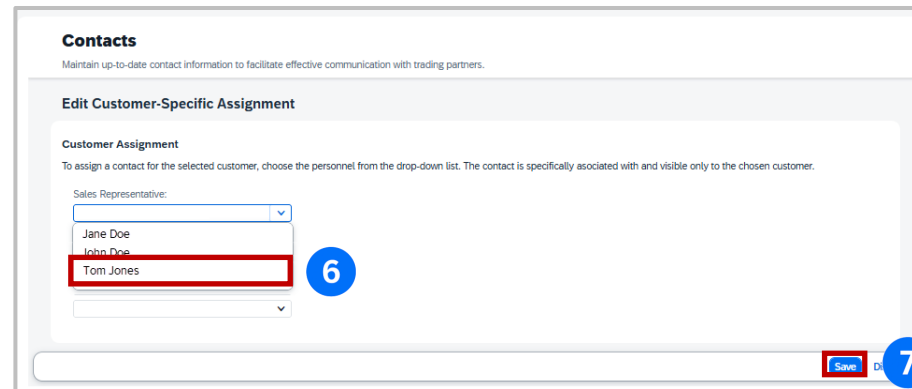 Contacts
Maintain up-to-date contact information to facilitate effective communication with trading partners.
Edit Customer-Specific Assignment
Customer Assignment
To assign a contact for the selected customer, choose the personnel from the drop-down list. The contact is specifically asociated with and visible only to the chosen customer.
Sales Representative:
Jane Doe
John Doe
Tom Jones
6
Save
7